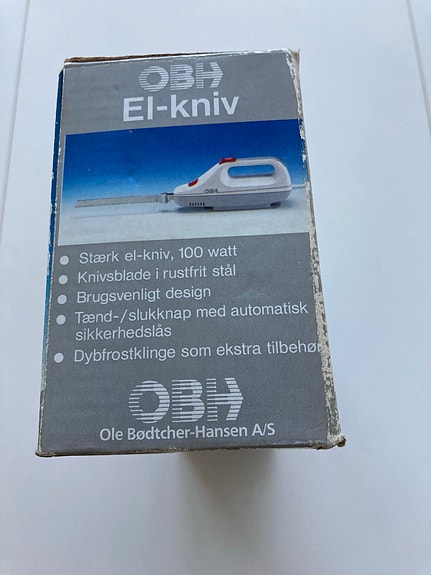 OBH
El-kniv
OBH
Stærk el-kniv, 100 watt
Knivsblade i rustfrit stål
Brugsvenligt design
Tænd-/slukknap med automatisk
sikkerhedslås
Dybfrostklinge som ekstra tilbehør
OBH
Ole Bødtcher-Hansen A/S